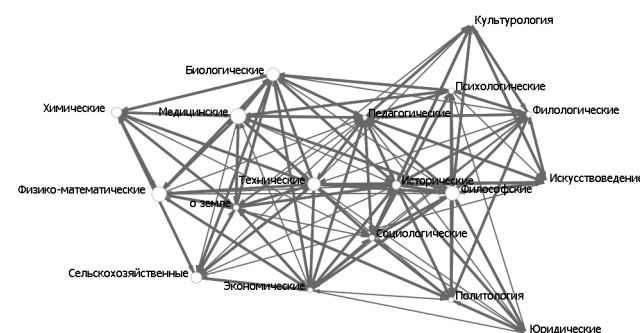 Культурология
Биологические
Психологические
Химические
Медицинские
Педагогические
Филологические
Технические
Исторические
Искусствоведение
Физико-математические
Философские
о земле
Социологические
Сельскохозяйственные
Экономические
Политология
Юридические